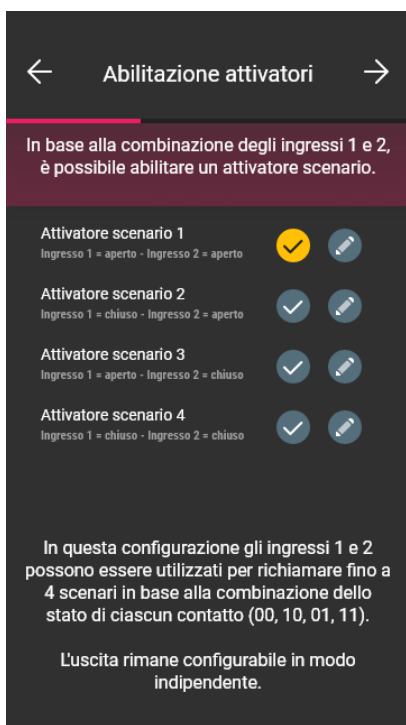 Abilitazione attivatori
In base alla combinazione degli ingressi 1 e 2,
è possibile abilitare un attivatore scenario.
Attivatore scenario 1
Ingresso 1 = aperto - Ingresso 2 = aperto
Attivatore scenario 2
Ingresso 1 = chiuso - Ingresso 2 = aperto
Attivatore scenario 3
Ingresso 1 = aperto - Ingresso 2 = chiuso
Attivatore scenario 4
Ingresso 1 = chiuso - Ingresso 2 = chiuso
In questa configurazione gli ingressi 1 e 2
possono essere utilizzati per richiamare fino a
4 scenari in base alla combinazione dello
stato di ciascun contatto (00, 10, 01, 11).
L'uscita rimane configurabile in modo
indipendente.